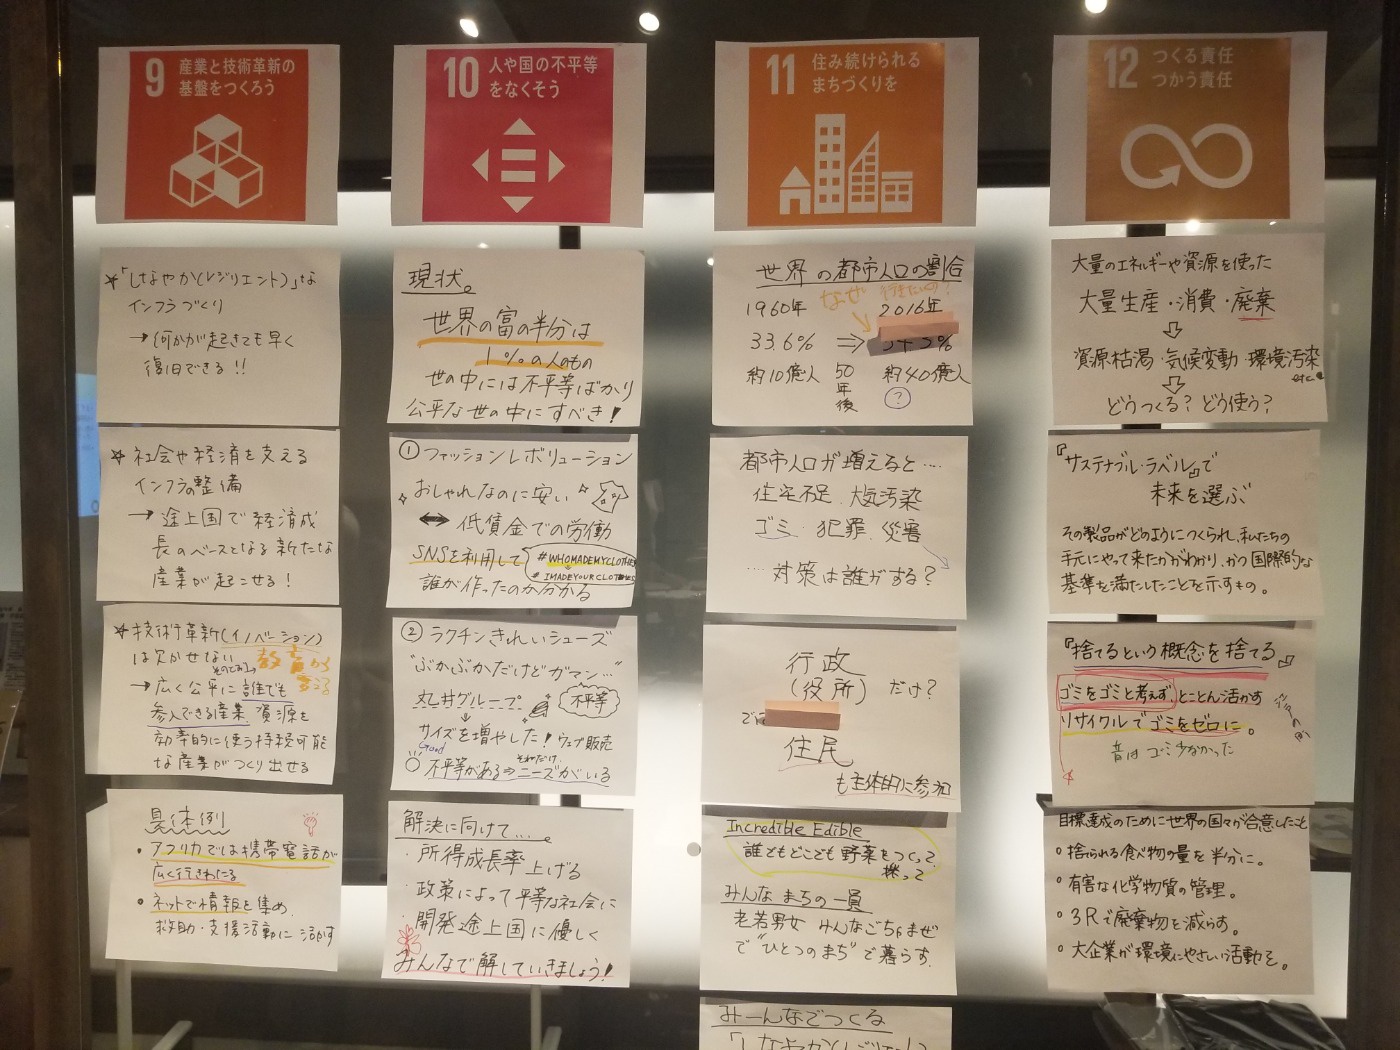 9 産業と技術革新の
基盤をつくろう
*「しなやか(レジリエント)」な
インフラづくり
→何かが起きても早く
復旧できる!!
*社会や経済を支える
インフラの整備
→途上国で経済成
長のベースとなる新たな
産業が起こせる!
*技術革新(イノベーション)
は欠かせない
教育から
→広く公平に誰でも
参入できる産業、資源を
効率的に使う持続可能
な産業がつくり出せる
具体例
・アフリカでは携帯電話が
広く行きわたる
・ネットで情報を集め
救助・支援活動に活かす
10 人や国の不平等
をなくそう
現状。
世界の富の半分は
1%の人のもの
世の中には不平等ばかり
公平な世の中にすべき!
①ファッションレボリューション
おしゃれなのに安い
⇔ 低賃金での労働
SNSを利用して
#WHOMADEMYCLOTHES
#IMADEYOURCLOTHES
誰が作ったのか分かる
②ラクチンきれいシューズ
"ぶかぶかだけどガマン…"
丸井グループ
不平等
サイズを増やした! ウェブ販売
Good
それだけ
不平等がある⇒ニーズがいる
解決に向けて…。
・所得成長率上げる
・政策によって平等な社会に
・開発途上国に優しく
みんなで解していきましょう!
11 住み続けられる
まちづくりを
世界の都市人口の割合
なぜ
1960年 2016年
33.6% ⇒
約10億人 50年後 約40億人
?
都市人口が増えると….
住宅不足、大気汚染
ゴミ、犯罪、災害
…対策は誰がする?
行政
(役所)だけ?
住民
も主体的に参加
Incredible Edible
誰でもどこでも野菜をつくって
採って
みんなまちの一員
老若男女 みんなごちゃまぜ
で"ひとつのまち"で暮らす.
みーんなでつくる
12 つくる責任
つかう責任
大量のエネルギーや資源を使った
大量生産・消費・廃棄
⇩
資源枯渇・気候変動 環境汚染
etc.
⇩
どうつくる?どう使う?
『サステナブル・ラベル』で
未来を選ぶ
その製品がどのようにつくられ、私たちの
手元にやって来たかがわかり、かつ国際的な
基準を満たしたことを示すもの。
『捨てるという概念を捨てる』
ゴミをゴミと考えず、とことん活かす
リサイクルでゴミをゼロに。
昔はゴミ少なかった
目標達成のために世界の国々が合意したこと
・捨てられる食べ物の量を半分に。
・有害な化学物質の管理。
・3Rで廃棄物を減らす。
・大企業が環境にやさしい活動を。